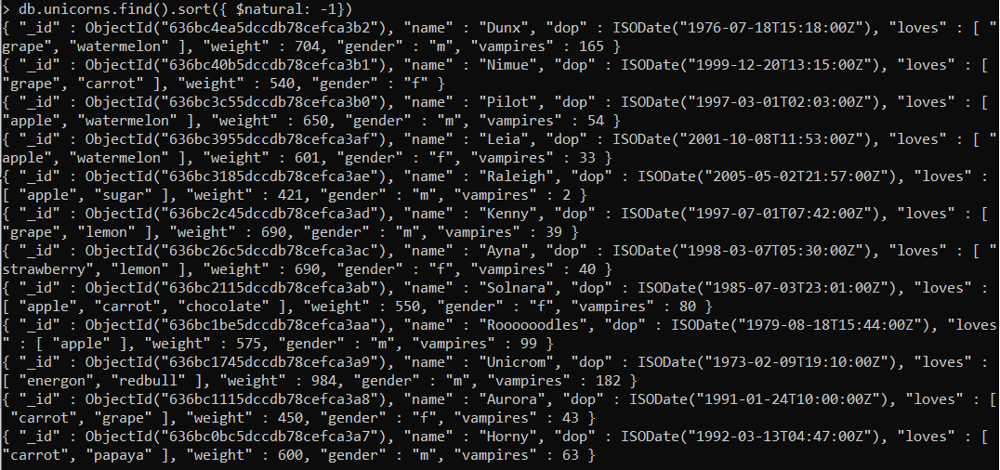 > db.unicorns.find().sort({ $natural: -1})
{ "_id" : ObjectId("636bc4ea5dccdb78cefca3b2"), "name" : "Dunx", "dop" : ISODate("1976-07-18T15:18:00Z"), "loves" : [ "
grape", "watermelon" ], "weight" : 704, "gender" : "m", "vampires" : 165 }
{ "_id" : ObjectId("636bc40b5dccdb78cefca3b1"), "name" : "Nimue", "dop" : ISODate("1999-12-20T13:15:00Z"), "loves" : [
"grape", "carrot" ], "weight" : 540, "gender" : "f" }
{ "_id" : ObjectId("636bc3c55dccdb78cefca3b0"), "name" : "Pilot", "dop" : ISODate("1997-03-01T02:03:00Z"), "loves" : [
"apple", "watermelon" ], "weight" : 650, "gender" : "m", "vampires" : 54 }
{ "_id" : ObjectId("636bc3955dccdb78cefca3af"), "name" : "Leia", "dop" : ISODate("2001-10-08T11:53:00Z"), "loves" : [ "
apple", "watermelon" ], "weight" : 601, "gender" : "f", "vampires" : 33 }
{ "_id" : ObjectId("636bc3185dccdb78cefca3ae"), "name" : "Raleigh", "dop" : ISODate("2005-05-02T21:57:00Z"), "loves" :
[ "apple", "sugar" ], "weight" : 421, "gender" : "m", "vampires" : 2 }
{ "_id" : ObjectId("636bc2c45dccdb78cefca3ad"), "name" : "Kenny", "dop" : ISODate("1997-07-01T07:42:00Z"), "loves" : [
"grape", "lemon" ], "weight" : 690, "gender" : "m", "vampires" : 39 }
{ "_id" : ObjectId("636bc26c5dccdb78cefca3ac"), "name" : "Ayna", "dop" : ISODate("1998-03-07T05:30:00Z"), "loves" : [ "
strawberry", "lemon" ], "weight" : 690, "gender" : "f", "vampires" : 40 }
{ "_id" : ObjectId("636bc2115dccdb78cefca3ab"), "name" : "Solnara", "dop" : ISODate("1985-07-03T23:01:00Z"), "loves" :
[ "apple", "carrot", "chocolate" ], "weight" : 550, "gender" : "f", "vampires" : 80 }
{ "_id" : ObjectId("636bc1be5dccdb78cefca3aa"), "name" : "Roooooodles", "dop" : ISODate("1979-08-18T15:44:00Z"), "loves
" : [ "apple" ], "weight" : 575, "gender" : "m", "vampires" : 99 }
{ "_id" : ObjectId("636bc1745dccdb78cefca3a9"), "name" : "Unicrom", "dop" : ISODate("1973-02-09T19:10:00Z"), "loves" :
[ "energon", "redbull" ], "weight" : 984, "gender" : "m", "vampires" : 182 }
{ "_id" : ObjectId("636bc1115dccdb78cefca3a8"), "name" : "Aurora", "dop" : ISODate("1991-01-24T10:00:00Z"), "loves" : [
 "carrot", "grape" ], "weight" : 450, "gender" : "f", "vampires" : 43 }
{ "_id" : ObjectId("636bc0bc5dccdb78cefca3a7"), "name" : "Horny", "dop" : ISODate("1992-03-13T04:47:00Z"), "loves" : [
"carrot", "papaya" ], "weight" : 600, "gender" : "m", "vampires" : 63 }